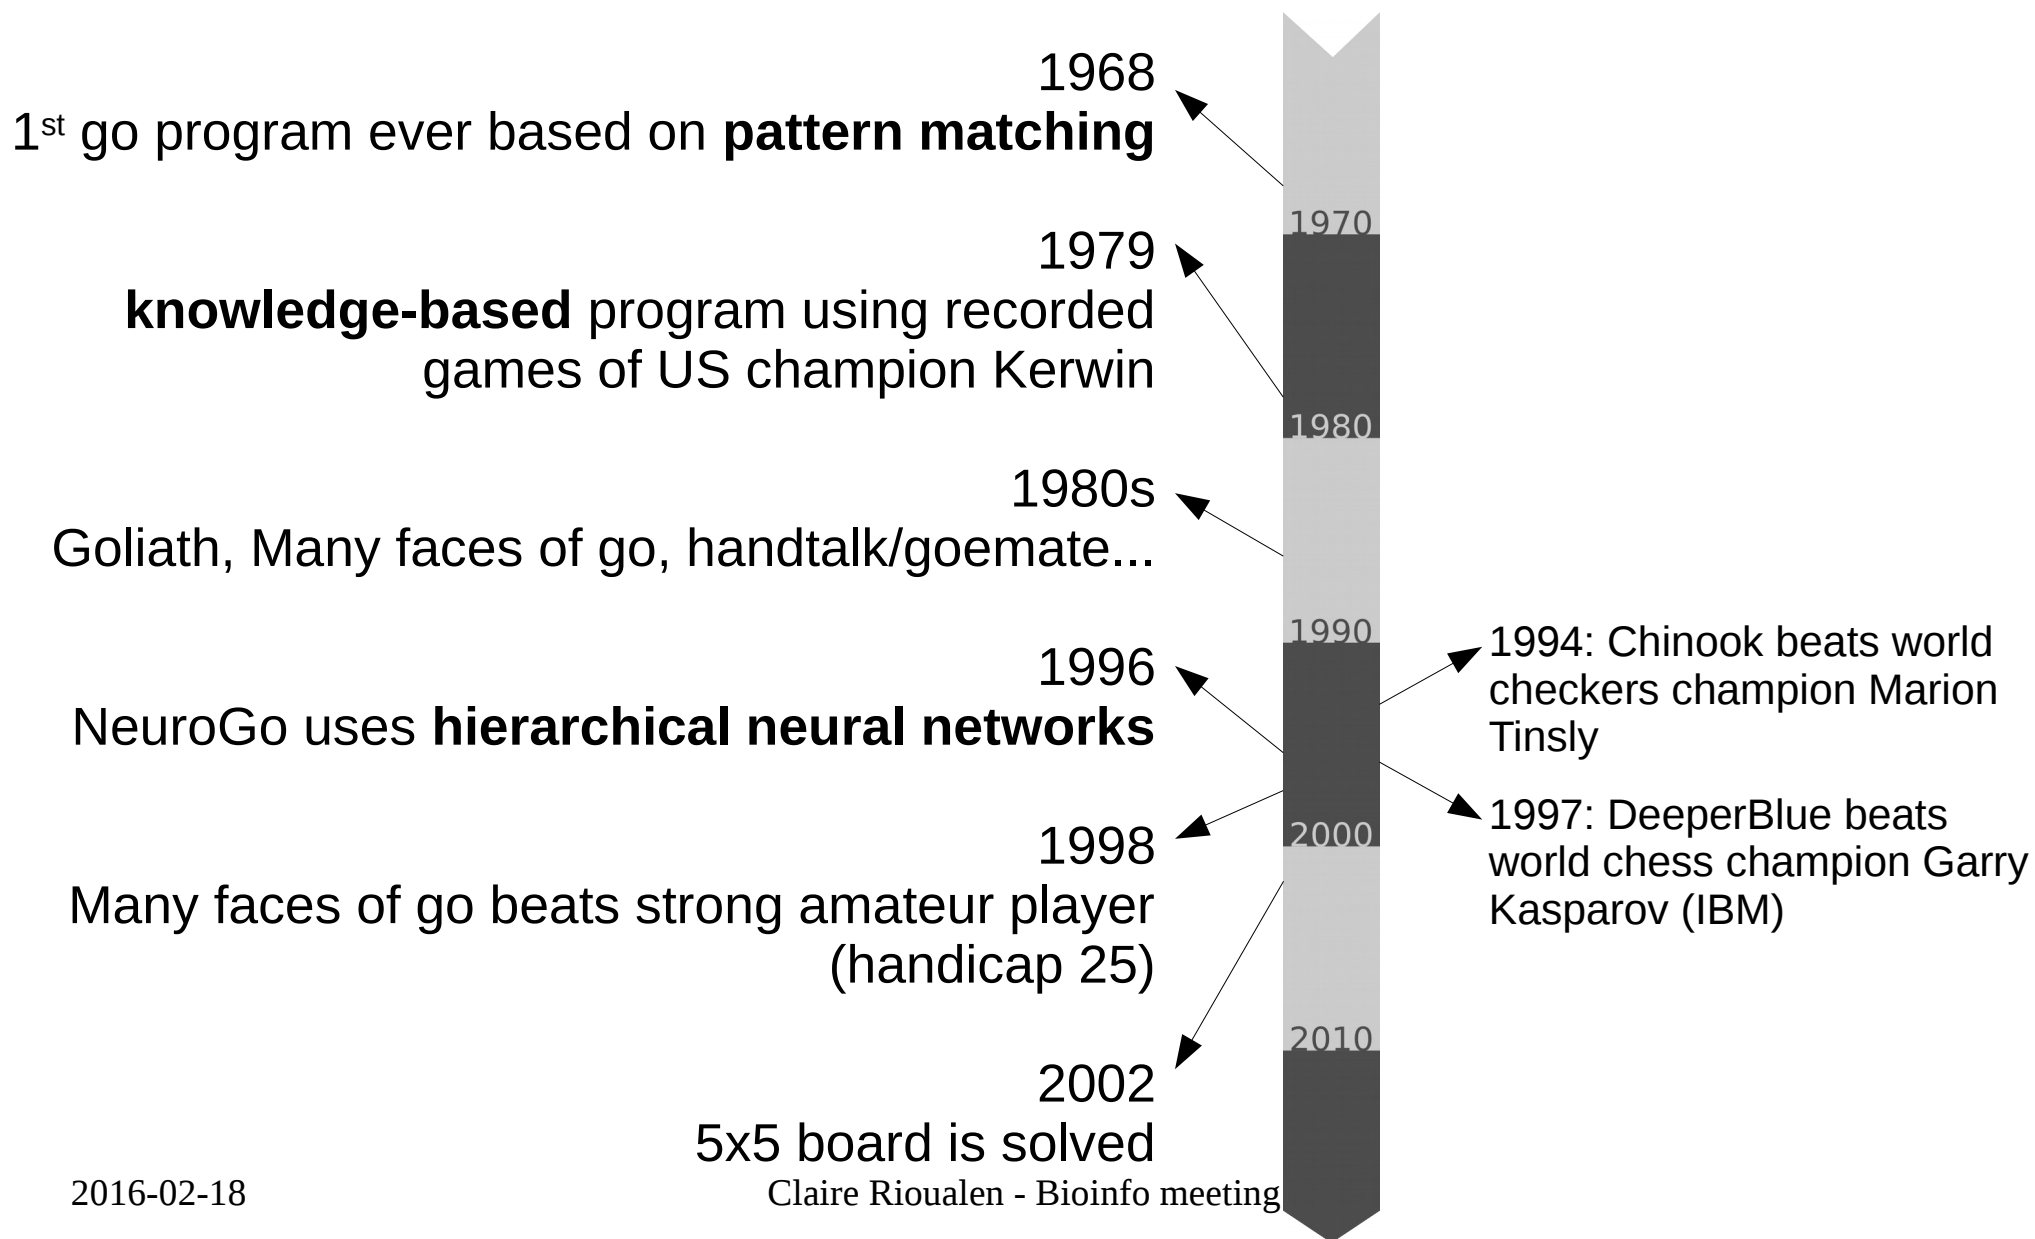 1968
1st go program ever based on pattern matching
1970
1979
knowledge-based program using recorded
games of US champion Kerwin
1980
1980s
Goliath, Many faces of go, handtalk/goemate...
1990
1994: Chinook beats world
checkers champion Marion
Tinsly
1996
NeuroGo uses hierarchical neural networks
1997: DeeperBlue beats
world chess champion Garry
Kasparov (IBM)
2000
1998
Many faces of go beats strong amateur player
(handicap 25)
2010
2002
5x5 board is solved
2016-02-18
Claire Rioualen - Bioinfo meeting